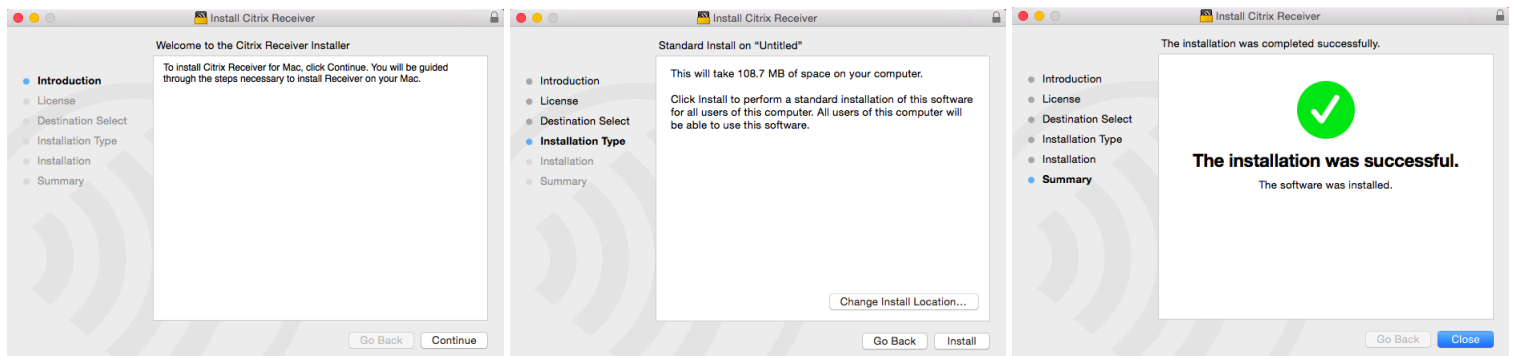 Install Citrix Receiver
Welcome to the Citrix Receiver Installer
Introduction
License
Destination Select
Installation Type
Installation
Summary
To install Citrix Receiver for Mac, click Continue. You will be guided
through the steps necessary to install Receiver on your Mac.
Go Back
Continue
Install Citrix Receiver
Standard Install on “Untitled”
Introduction
License
Destination Select
Installation Type
Installation
Summary
This will take 108.7 MB of space on your computer.
Click Install to perform a standard installation of this software
for all users of this computer. All users of this computer will
be able to use this software.
Change Install Location...
Go Back
Install
Install Citrix Receiver
The installation was completed successfully.
Introduction
License
Destination Select
Installation Type
Installation
Summary
The installation was successful.
The software was installed.
Go Back
Close